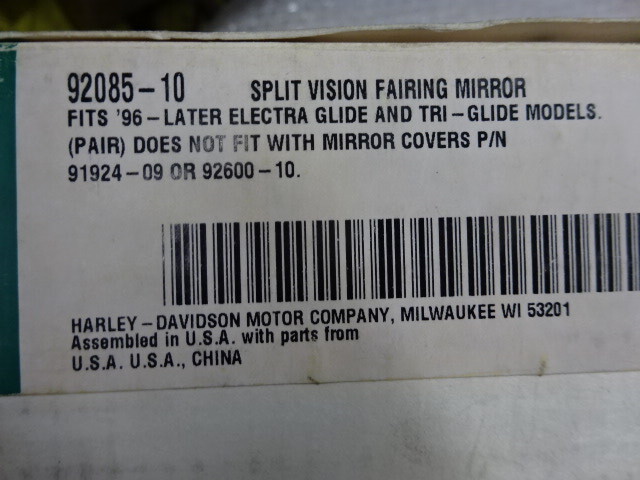 92085-10 SPLIT VISION FAIRING MIRROR
FITS '96-LATER ELECTRA GLIDE AND TRI-GLIDE MODELS.
(PAIR) DOES NOT FIT WITH MIRROR COVERS P/N
91924-09 OR 92600-10.
HARLEY-DAVIDSON MOTOR COMPANY, MILWAUKEE WI 53201
Assembled in U.S.A. with parts from
U.S.A. U.S.A., CHINA